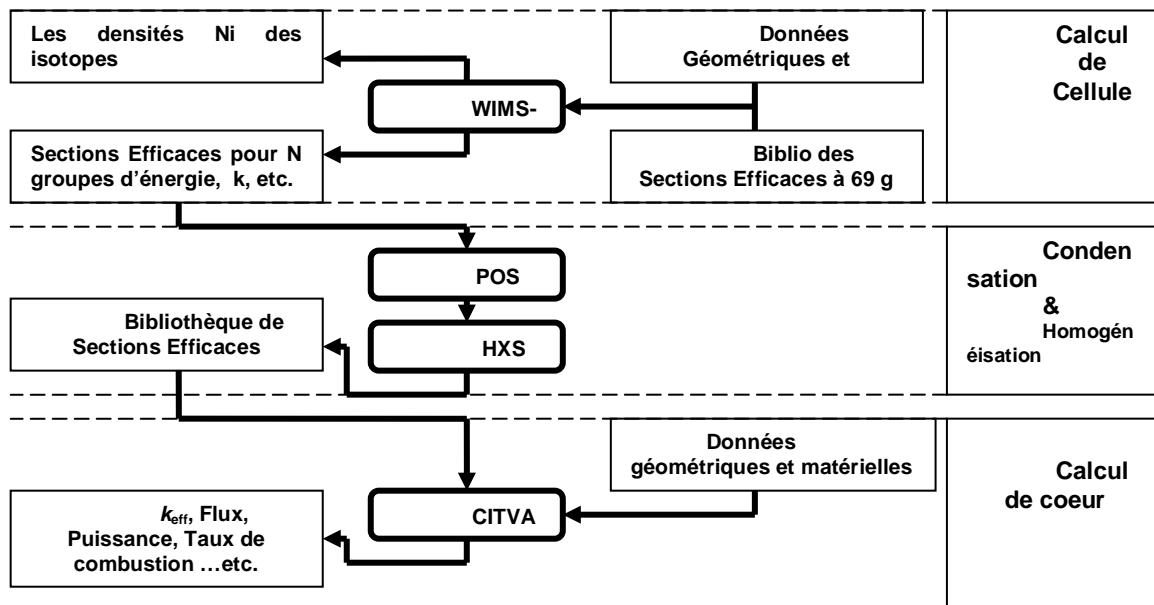 Les densités Ni des
isotopes
Données
Géométriques et
Calcul
de
Cellule
WIMS-
Sections Efficaces pour N
groupes d’énergie, k, etc.
Biblio des
Sections Efficaces à 69 g
POS
Conden
sation
&
Homogén
éisation
Bibliothèque de
Sections Efficaces
HXS
Données
géométriques et matérielles
Calcul
de coeur
CITVA
keff, Flux,
Puissance, Taux de
combustion …etc.